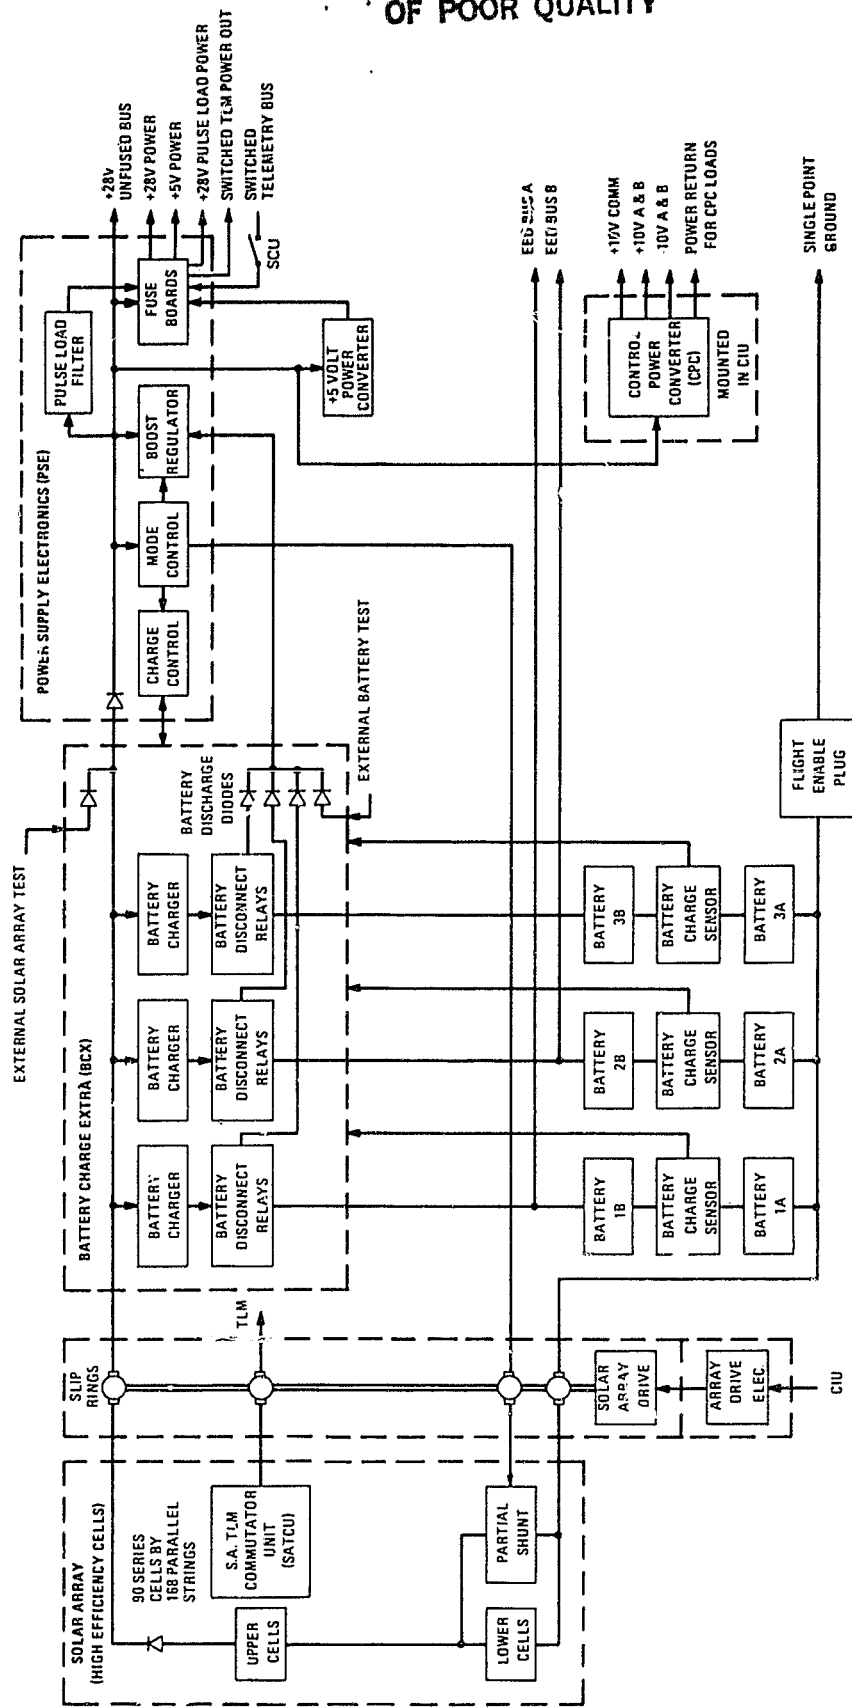 OF POOR QUALITY
SOLAR ARRAY
(HIGH EFFICIENCY CELLS)
90 SERIES
CELLS BY
168 PARALLEL
STRINGS
UPPER
CELLS
S.A. TLM
COMMUTATOR
UNIT
(SATCU)
LOWER
CELLS
PARTIAL
SHUNT
SLIP
RINGS
TLM
SOLAR
ARRAY
DRIVE
ARRAY
DRIVE
ELEC.
CIU
EXTERNAL SOLAR ARRAY TEST
BATTERY CHARGE EXTRA (BCX)
BATTERY
CHARGER
BATTERY
DISCONNECT
RELAYS
BATTERY
CHARGER
BATTERY
DISCONNECT
RELAYS
BATTERY
CHARGER
BATTERY
DISCONNECT
RELAYS
BATTERY
DISCHARGE
DIODES
EXTERNAL BATTERY TEST
BATTERY
1B
BATTERY
CHARGE
SENSOR
BATTERY
1A
BATTERY
2B
BATTERY
CHARGE
SENSOR
BATTERY
2A
BATTERY
3B
BATTERY
CHARGE
SENSOR
BATTERY
3A
POWER SUPPLY ELECTRONICS (PSE)
CHARGE
CONTROL
MODE
CONTROL
BOOST
REGULATOR
PULSE LOAD
FILTER
FUSE
BOARDS
+5 VOLT
POWER
CONVERTER
SCU
+28V
UNFUSED BUS
+28V POWER
+5V POWER
+28V PULSE LOAD POWER
SWITCHED TLM POWER OUT
SWITCHED
TELEMETRY BUS
EED BUS A
EED BUS B
CONTROL
POWER
CONVERTER
(CPC)
MOUNTED
IN CIU
+10V COMM
+10V A & B
-10V A & B
POWER RETURN
FOR CPC LOADS
FLIGHT
ENABLE
PLUG
SINGLE POINT
GROUND